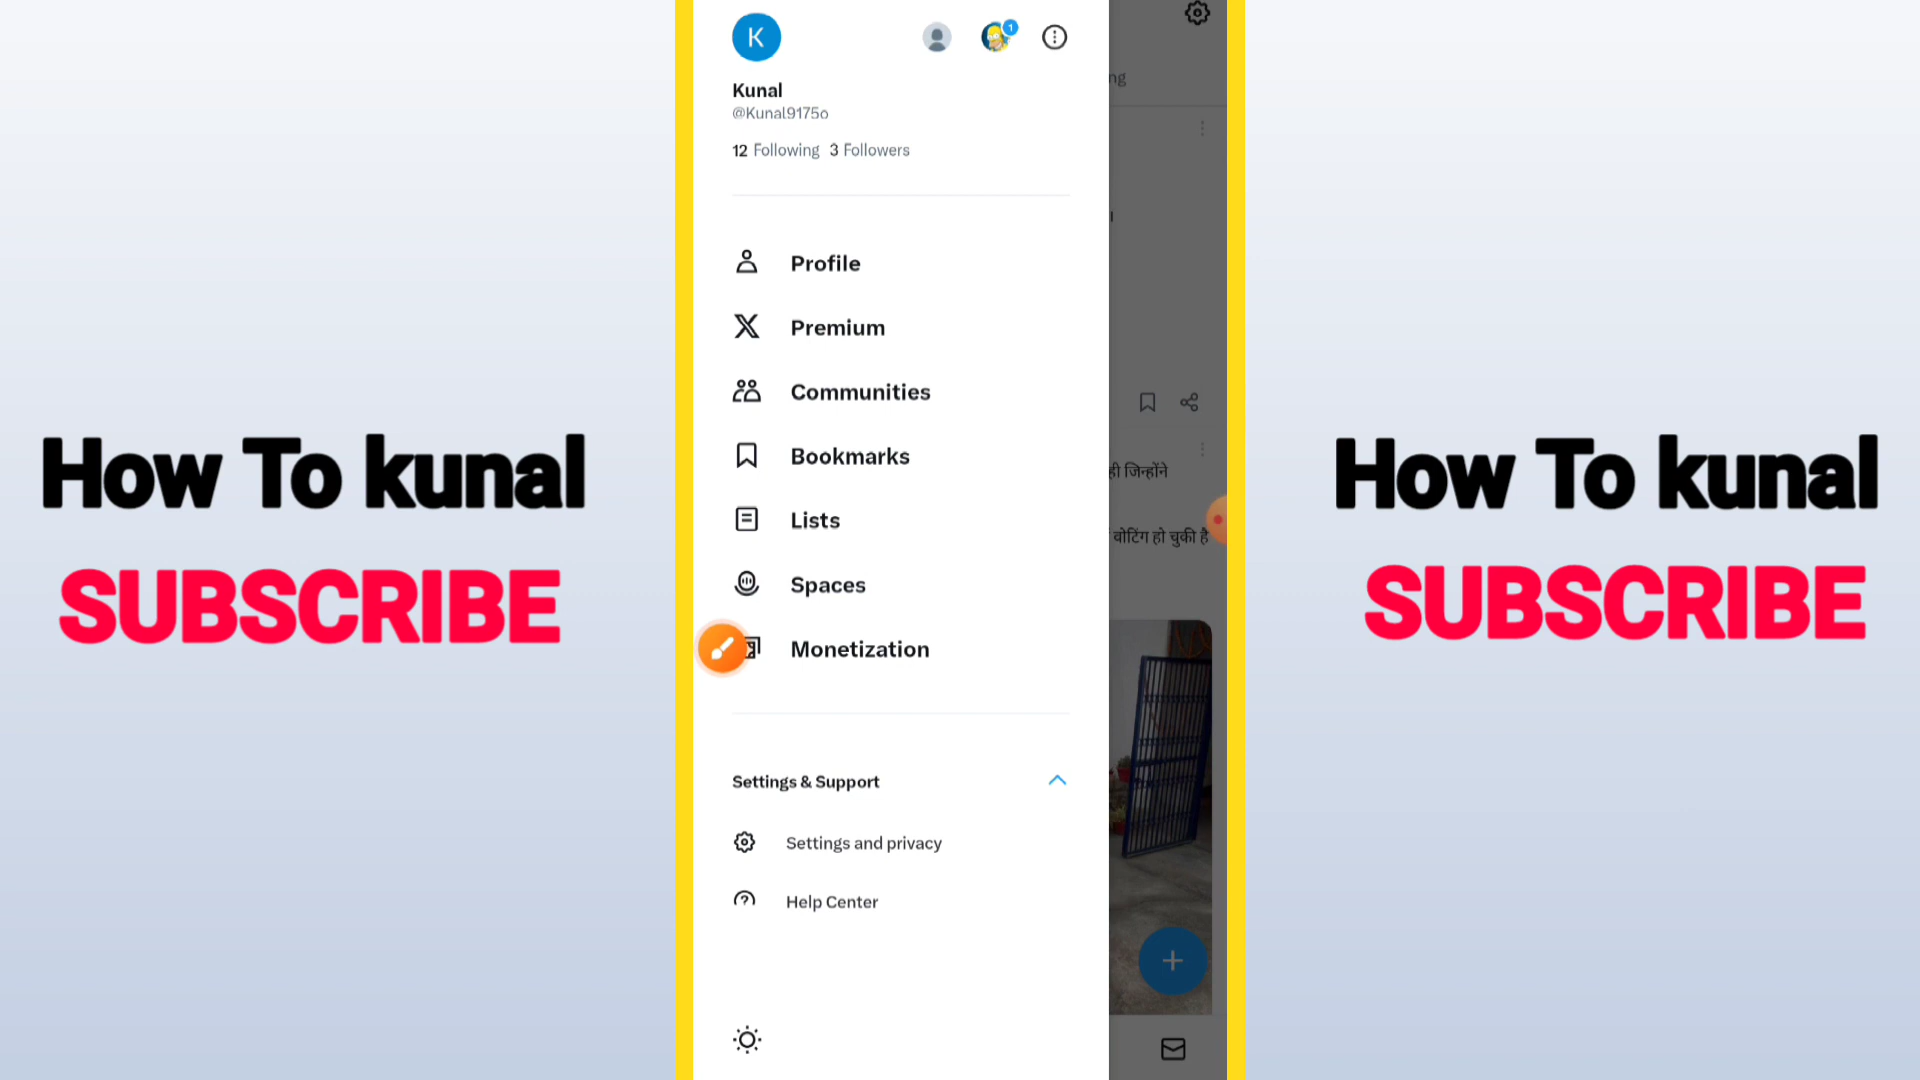 How To kunal
SUBSCRIBE
K
1
Kunal
@Kunal9175o
12 Following 3 Followers
Profile
Premium
Communities
Bookmarks
Lists
Spaces
Monetization
Settings & Support
Settings and privacy
Help Center
ng
ही जिन्होंने
वोटिंग हो चुकी है
How To kunal
SUBSCRIBE